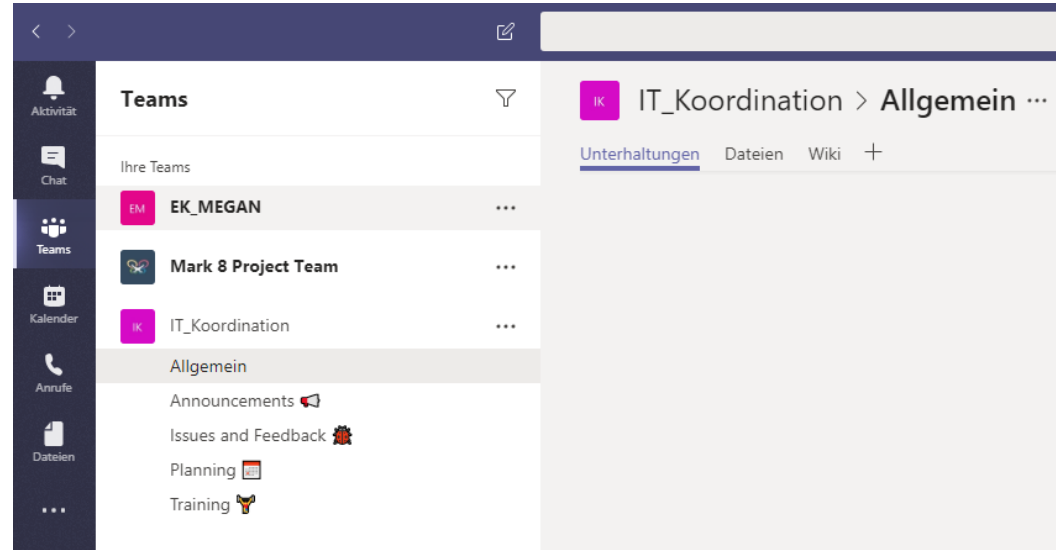 Aktivität
Chat
Teams
Kalender
Anrufe
Dateien
Teams
Ihre Teams
EM EK_MEGAN
Mark 8 Project Team
IK IT_Koordination
Allgemein
Announcements 📢
Issues and Feedback 🐞
Planning 📅
Training 🏋
IK IT_Koordination > Allgemein ...
Unterhaltungen Dateien Wiki +